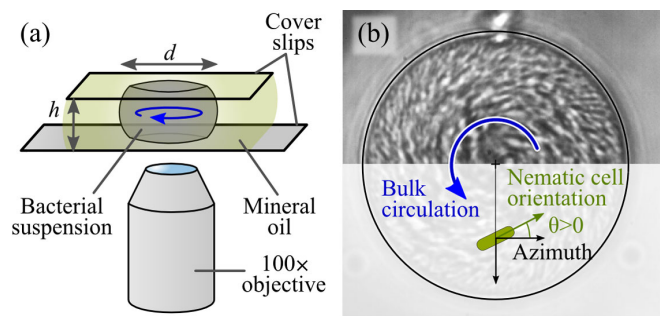 (a)
d
Cover
slips
h
Bacterial
suspension
Mineral
oil
100×
objective
(b)
Bulk
circulation
Nematic cell
orientation
θ>0
Azimuth